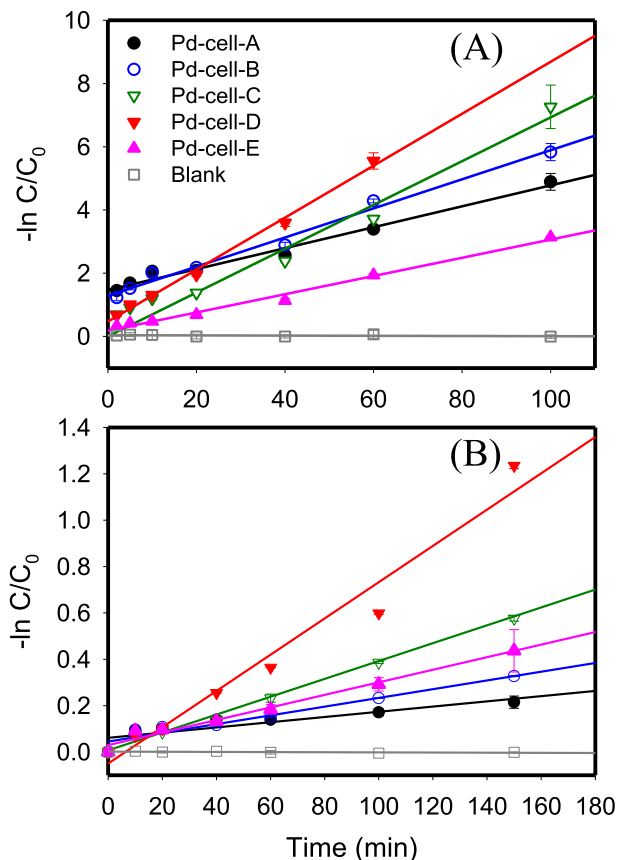 (A)
Pd-cell-A
Pd-cell-B
Pd-cell-C
Pd-cell-D
Pd-cell-E
Blank
-ln C/C0
10
8
6
4
2
0
0 20 40 60 80 100
(B)
-ln C/C0
1.4
1.2
1.0
0.8
0.6
0.4
0.2
0.0
0 20 40 60 80 100 120 140 160 180
Time (min)